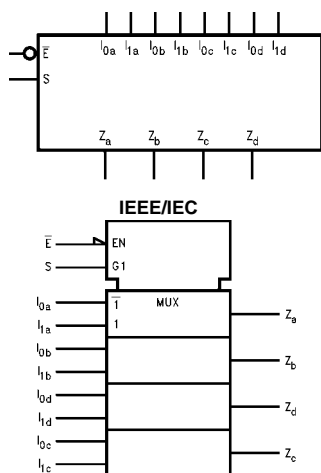 I0a I1a I0b I1b I0c I1c I0d I1d
E̅
S
Za Zb Zc Zd
IEEE/IEC
E̅ EN
S G1
I0a 1̅ MUX
Za
I1a 1
I0b
Zb
I1b
I0d
Zd
I1d
I0c
Zc
I1c